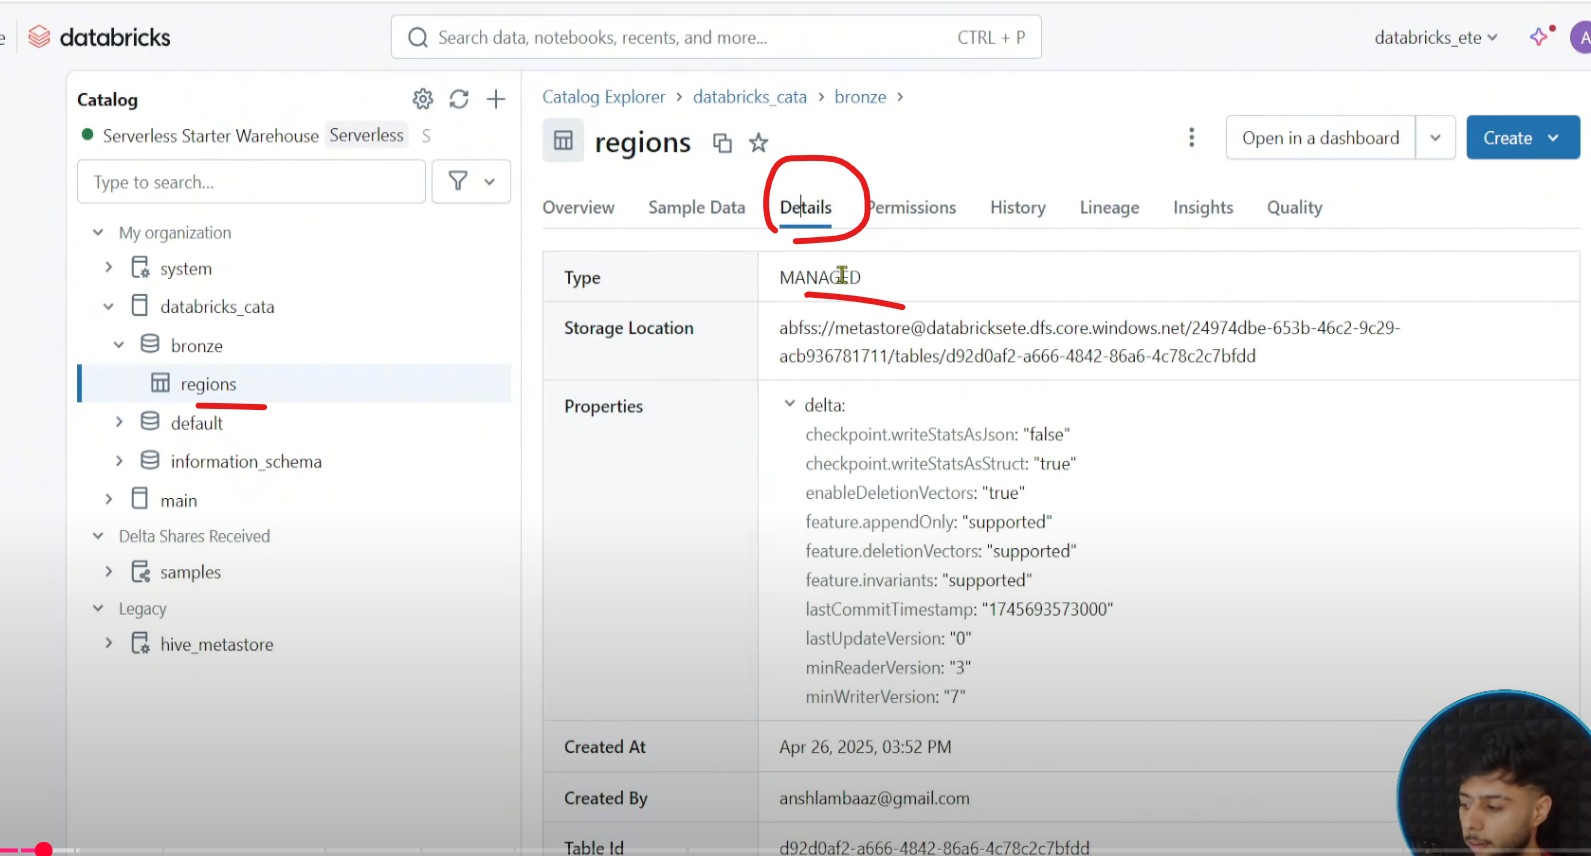 e
databricks
Search data, notebooks, recents, and more...
CTRL + P
databricks_ete
A
Catalog
Serverless Starter Warehouse Serverless S
Type to search...
My organization
system
databricks_cata
bronze
regions
default
information_schema
main
Delta Shares Received
samples
Legacy
hive_metastore
Catalog Explorer > databricks_cata > bronze >
regions
Open in a dashboard
Create
Overview Sample Data Details Permissions History Lineage Insights Quality
Type MANAGED
Storage Location abfss://metastore@databricksete.dfs.core.windows.net/24974dbe-653b-46c2-9c29-
acb936781711/tables/d92d0af2-a666-4842-86a6-4c78c2c7bfdd
Properties delta:
checkpoint.writeStatsAsJson: "false"
checkpoint.writeStatsAsStruct: "true"
enableDeletionVectors: "true"
feature.appendOnly: "supported"
feature.deletionVectors: "supported"
feature.invariants: "supported"
lastCommitTimestamp: "1745693573000"
lastUpdateVersion: "0"
minReaderVersion: "3"
minWriterVersion: "7"
Created At Apr 26, 2025, 03:52 PM
Created By anshlambaaz@gmail.com
Table Id d92d0af2-a666-4842-86a6-4c78c2c7bfdd